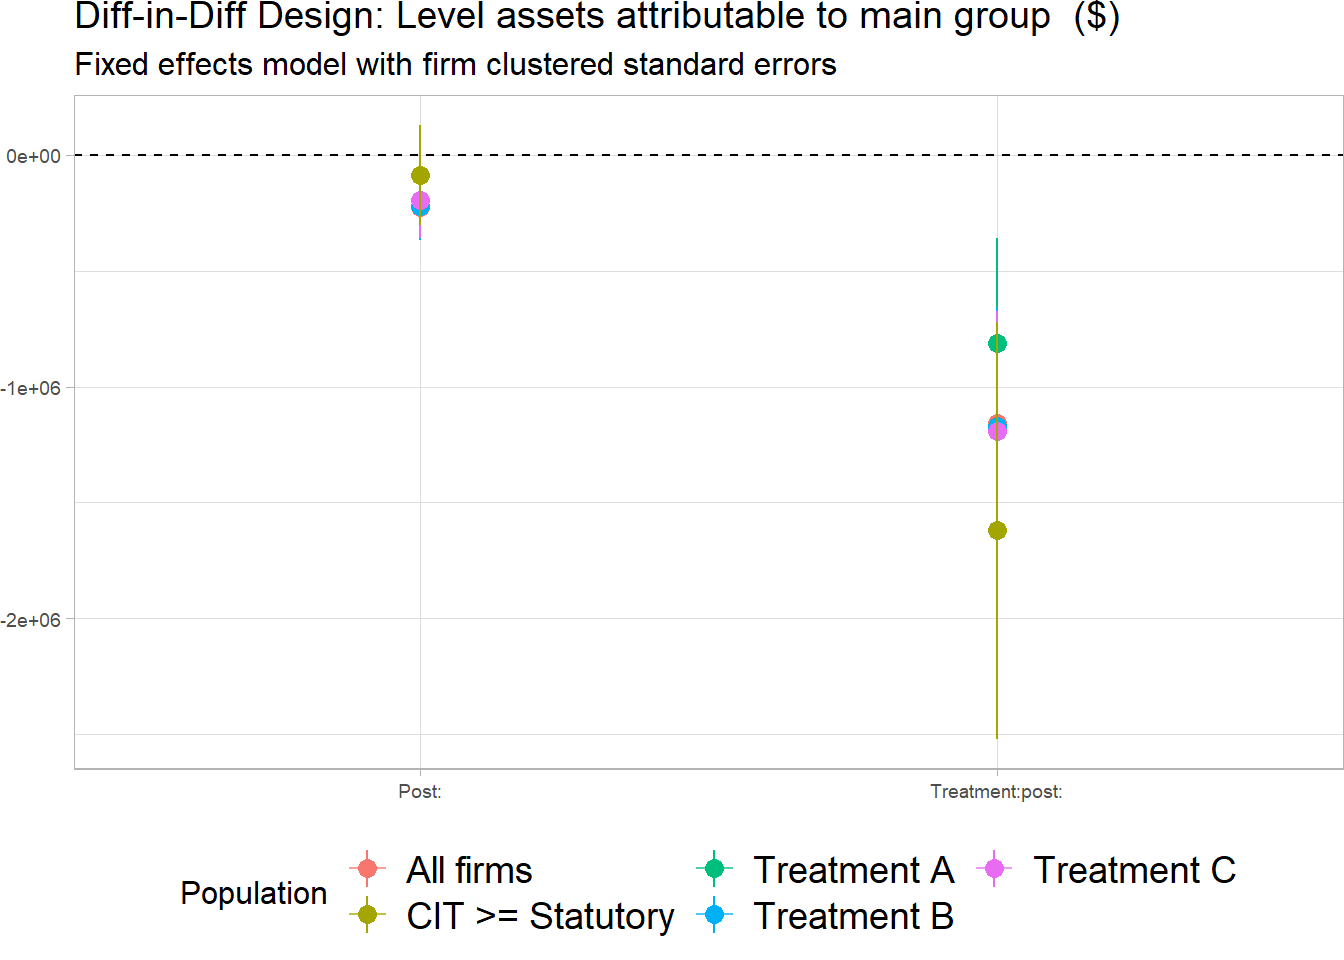 Diff-in-Diff Design: Level assets attributable to main group  ($)
Fixed effects model with firm clustered standard errors
0e+00
-1e+06
-2e+06
Post:
Treatment:post:
Population
All firms
CIT >= Statutory
Treatment A
Treatment B
Treatment C